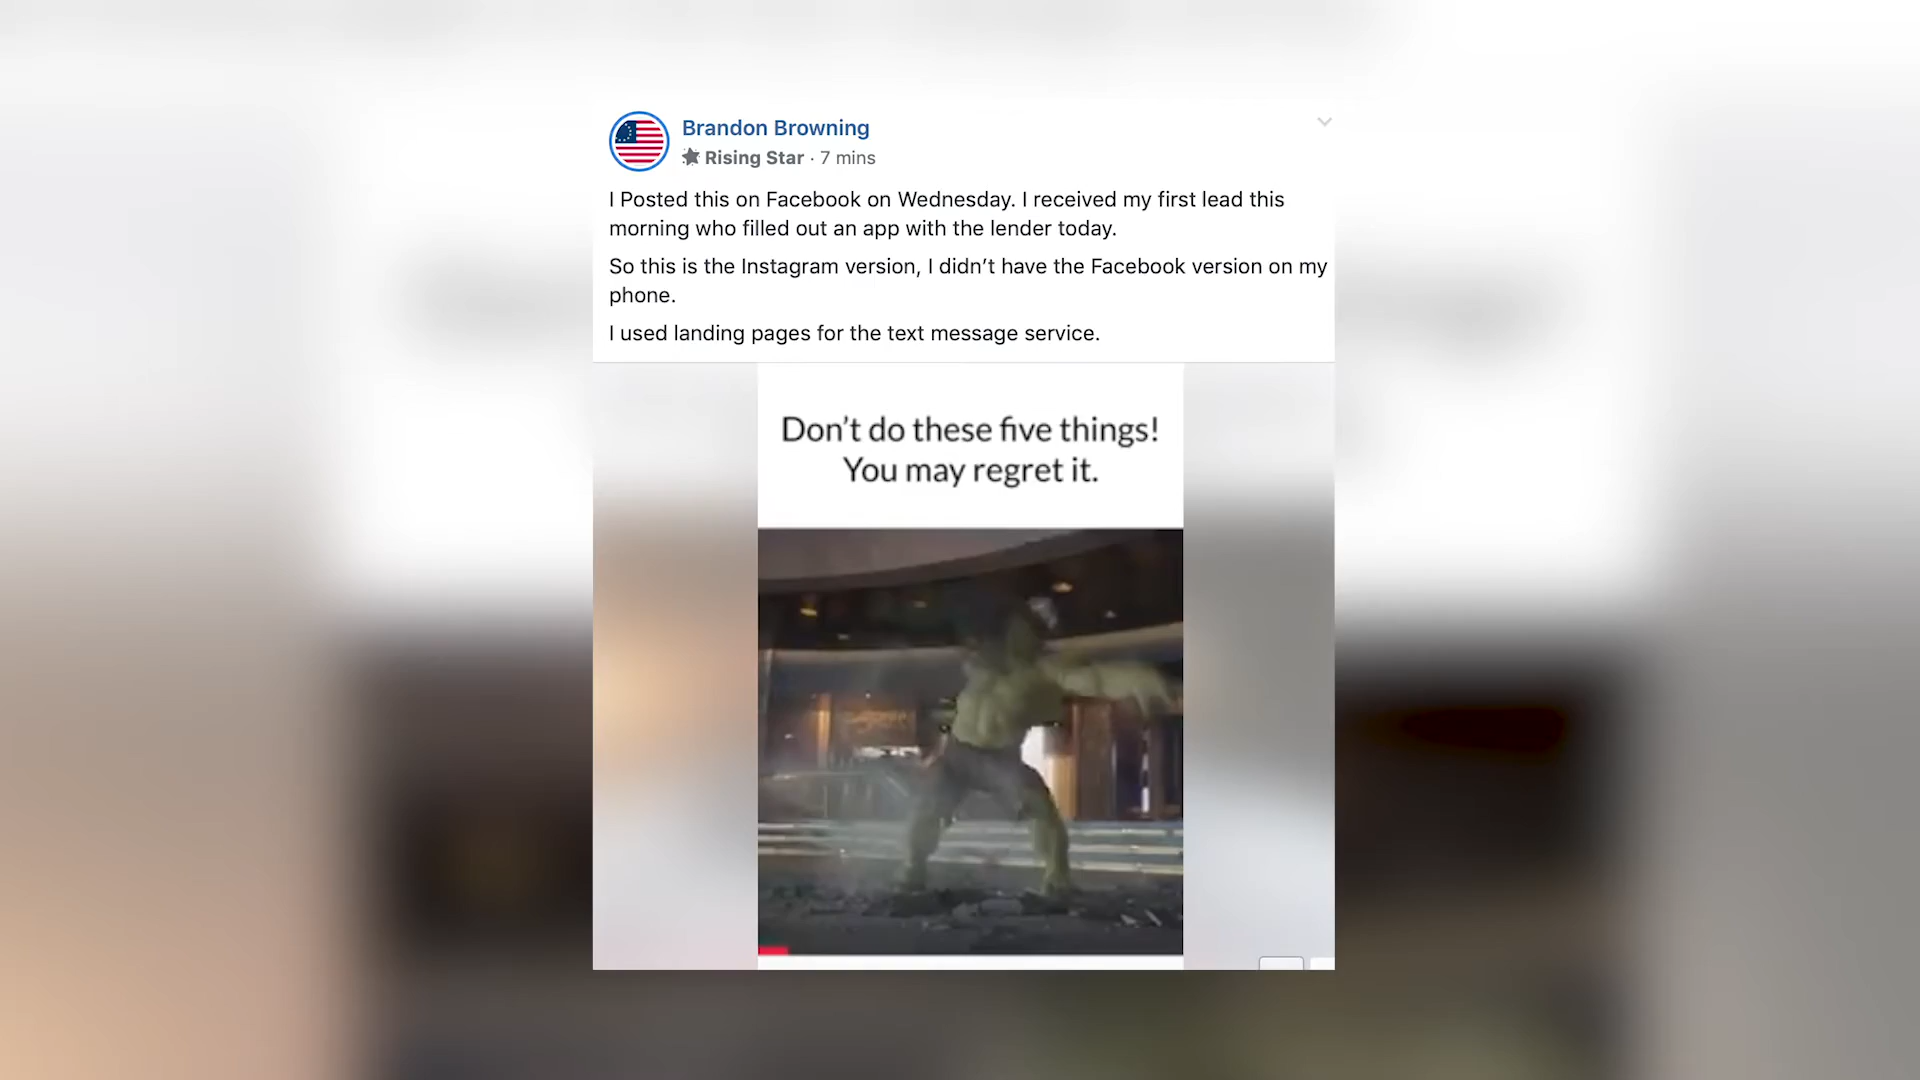 Brandon Browning
Rising Star · 7 mins
I Posted this on Facebook on Wednesday. I received my first lead this
morning who filled out an app with the lender today.
So this is the Instagram version, I didn’t have the Facebook version on my
phone.
I used landing pages for the text message service.
Don’t do these five things!
You may regret it.